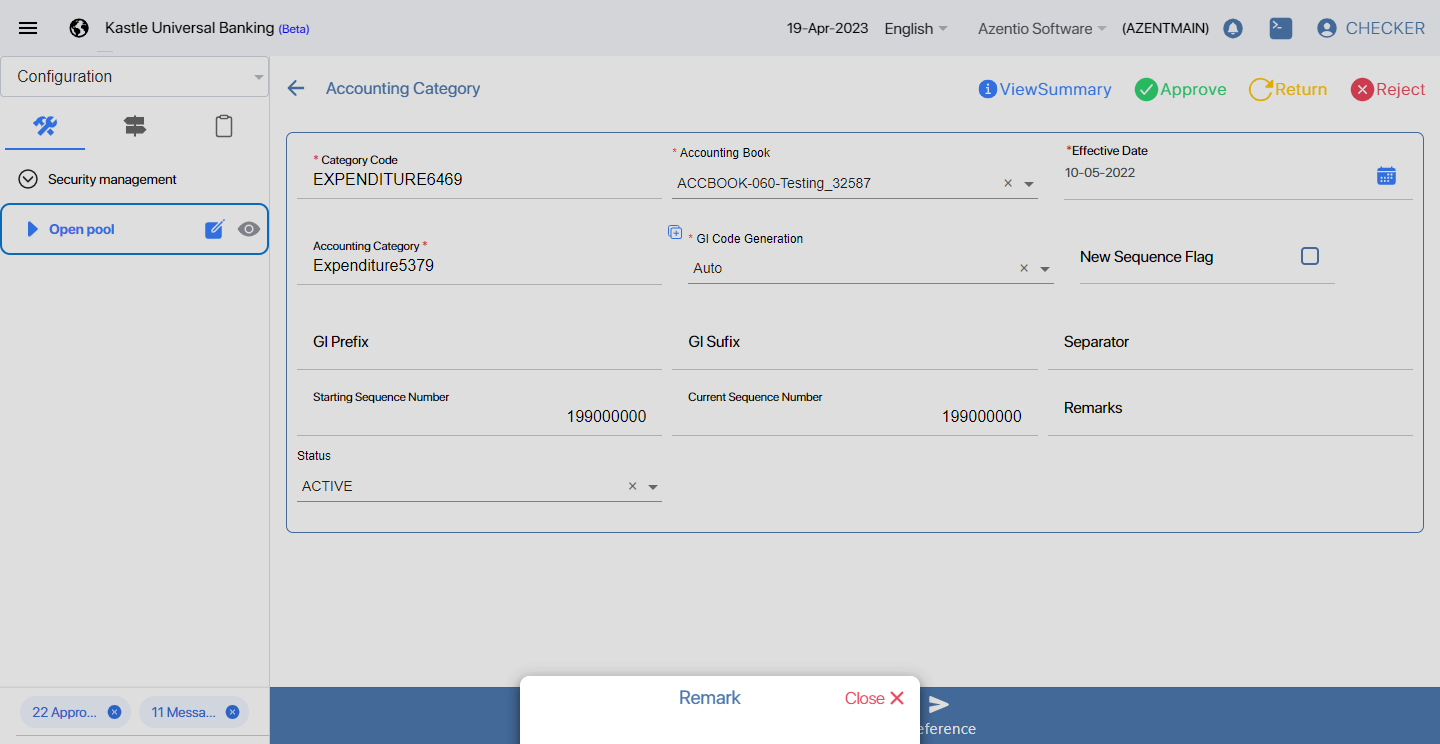 Kastle Universal Banking (Beta)
19-Apr-2023
English
Azentio Software
(AZENTMAIN)
CHECKER
Configuration
Security management
Open pool
Accounting Category
ViewSummary
Approve
Return
Reject
* Category Code
EXPENDITURE6469
* Accounting Book
ACCBOOK-060-Testing_32587
*Effective Date
10-05-2022
Accounting Category *
Expenditure5379
* Gl Code Generation
Auto
New Sequence Flag
Gl Prefix
Gl Sufix
Separator
Starting Sequence Number
199000000
Current Sequence Number
199000000
Remarks
Status
ACTIVE
22 Appro...
11 Messa...
Remark
Close
eference